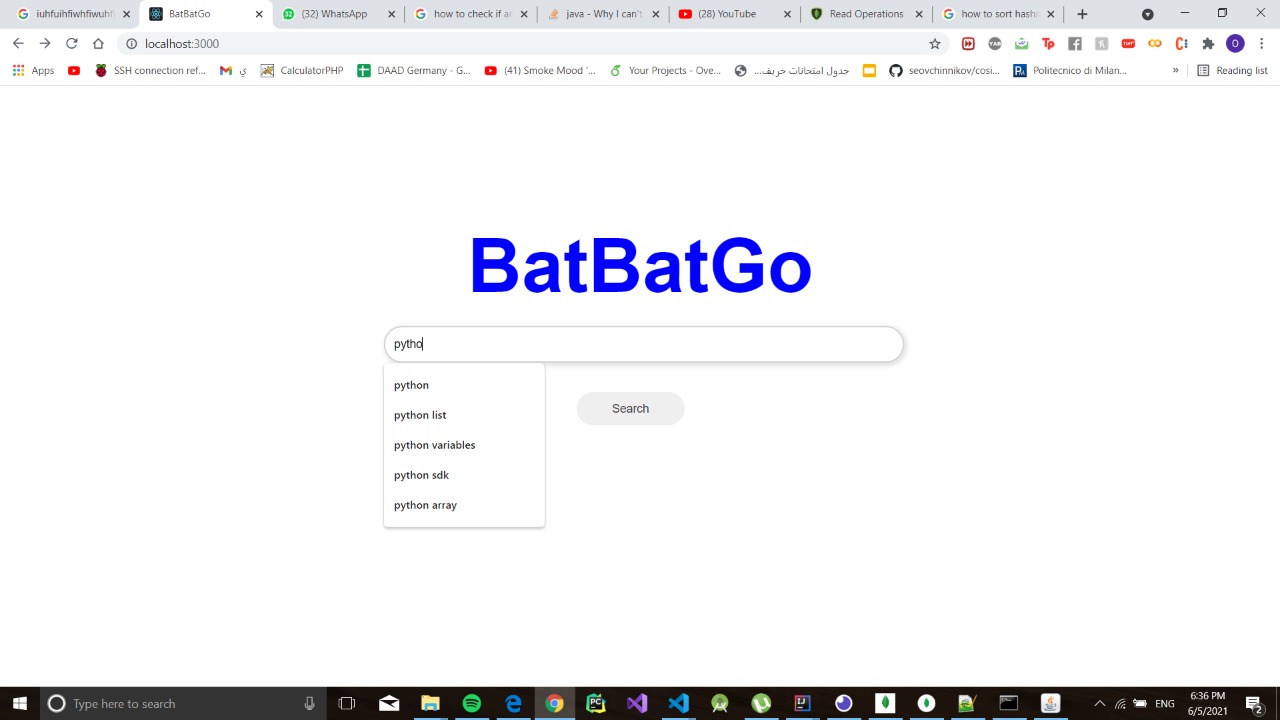 iuhfuihfivhfiwuhfi
BatBatGo
(32) WhatsApp
how to check if a c
java - Why I can't
(28) YouTube
Read Operations
how to sort hashe
localhost:3000
Apps
SSH connection ref...
ي
CalculatorPHP
DAAD Germany - G...
(41) Smoke Mood '...
Your Projects - Ove...
جدول امتحانات خريف...
seovchinnikov/cosi...
Politecnico di Milan...
»
Reading list
BatBatGo
pytho
python
Search
python list
python variables
python sdk
python array
Type here to search
ENG
6:36 PM
6/5/2021
2